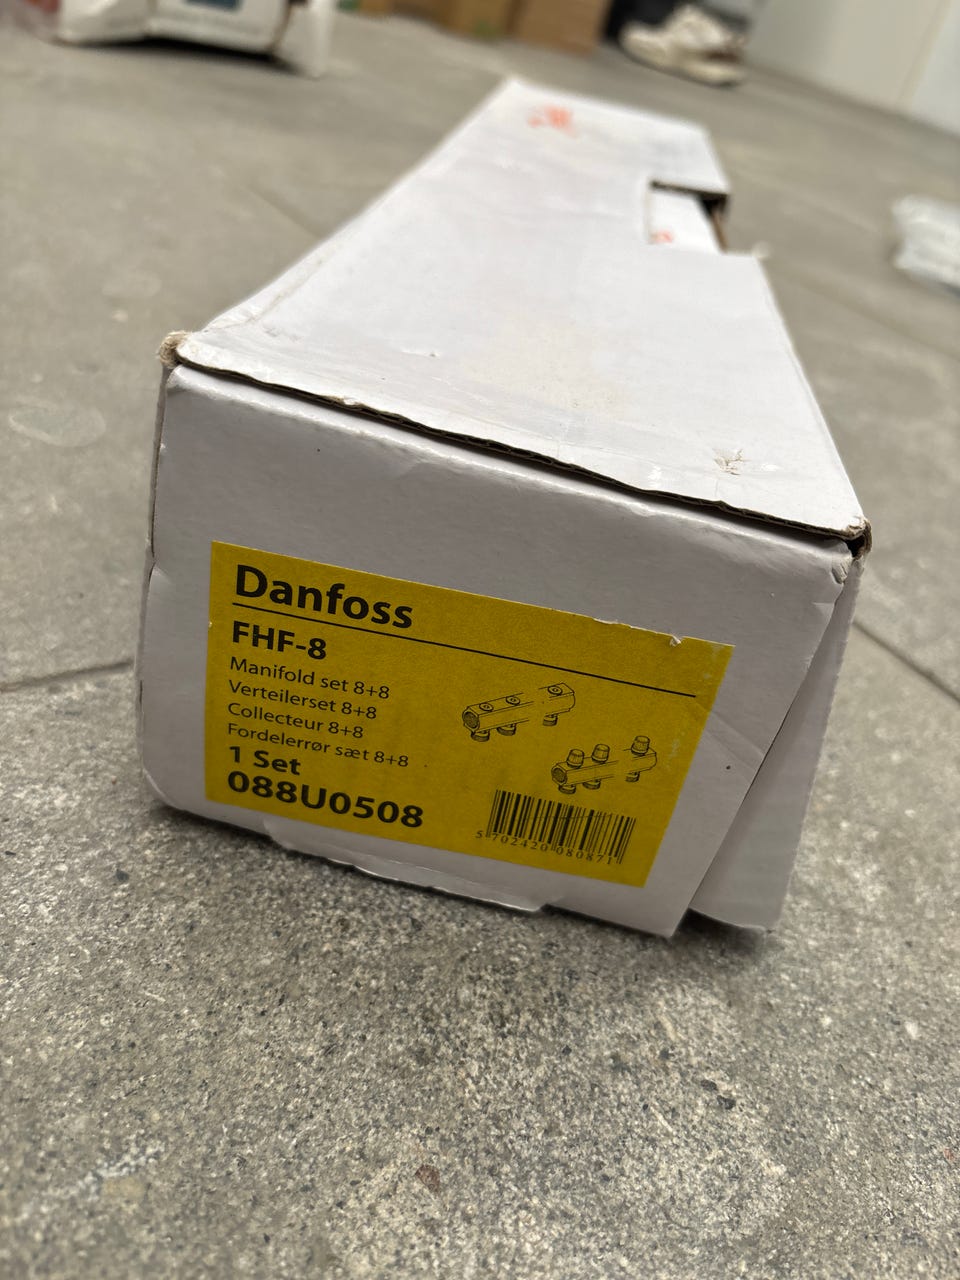 Danfoss
FHF-8
Manifold set 8+8
Verteilerset 8+8
Collecteur 8+8
Fordelerrør sæt 8+8
1 Set
088U0508
5 702420 080871